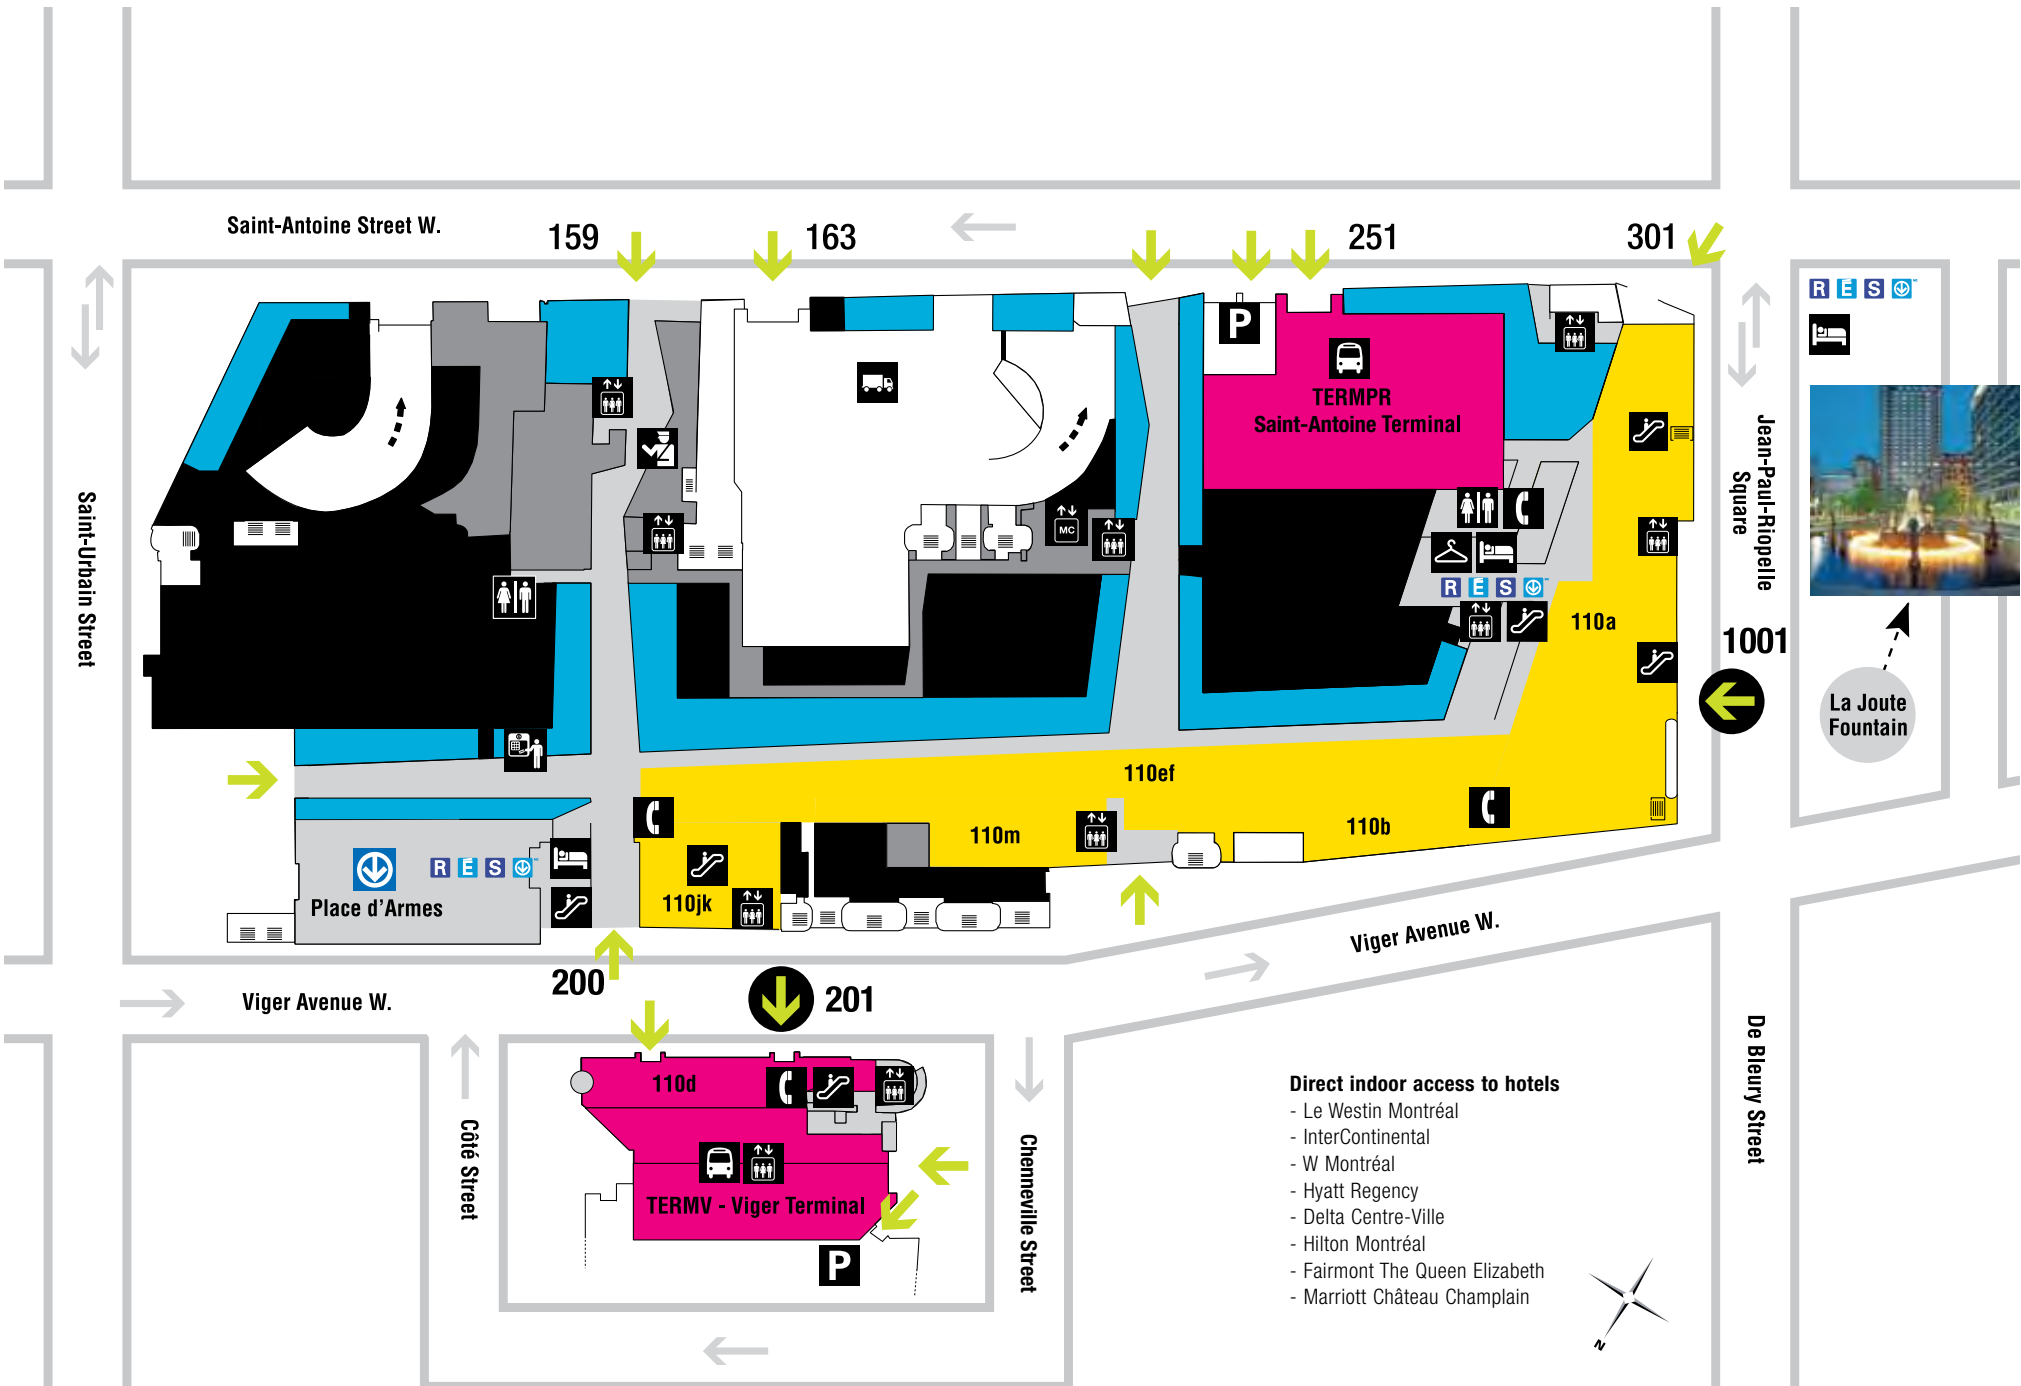 Saint-Antoine Street W.
159
163
251
301
RÉS
P
TERMPR
Saint-Antoine Terminal
Jean-Paul-Riopelle
Square
Saint-Urbain Street
MC
RÉS
110a
1001
La Joute
Fountain
110ef
110m
110b
RÉS
Place d'Armes
110jk
Viger Avenue W.
200
201
Viger Avenue W.
110d
Côté Street
TERMV - Viger Terminal
P
Chenneville Street
De Bleury Street
Direct indoor access to hotels
- Le Westin Montréal
- InterContinental
- W Montréal
- Hyatt Regency
- Delta Centre-Ville
- Hilton Montréal
- Fairmont The Queen Elizabeth
- Marriott Château Champlain
N